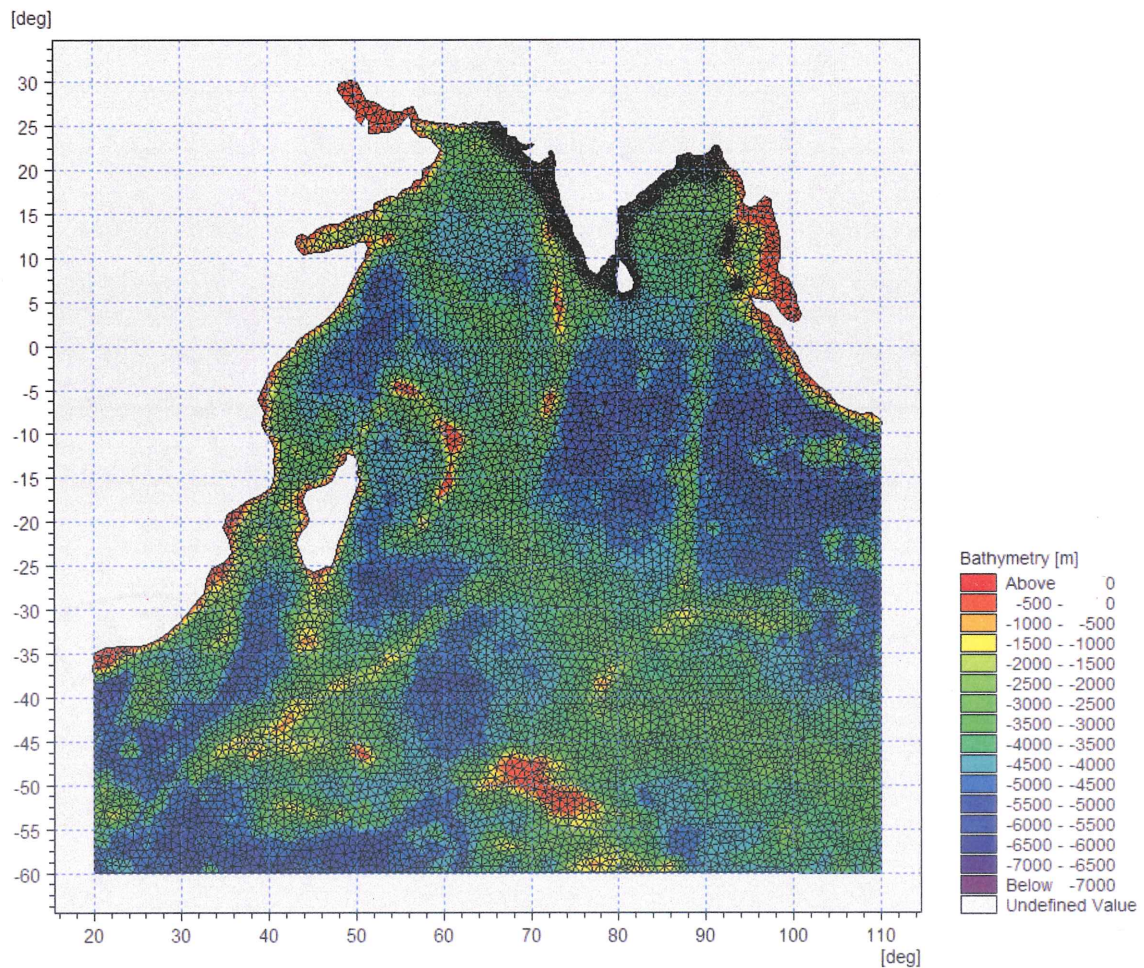 [deg]
30
25
20
15
10
5
0
-5
-10
-15
-20
-25
-30
-35
-40
-45
-50
-55
-60
20 30 40 50 60 70 80 90 100 110
[deg]
Bathymetry [m]
Above 0
-500 - 0
-1000 - -500
-1500 - -1000
-2000 - -1500
-2500 - -2000
-3000 - -2500
-3500 - -3000
-4000 - -3500
-4500 - -4000
-5000 - -4500
-5500 - -5000
-6000 - -5500
-6500 - -6000
-7000 - -6500
Below -7000
Undefined Value